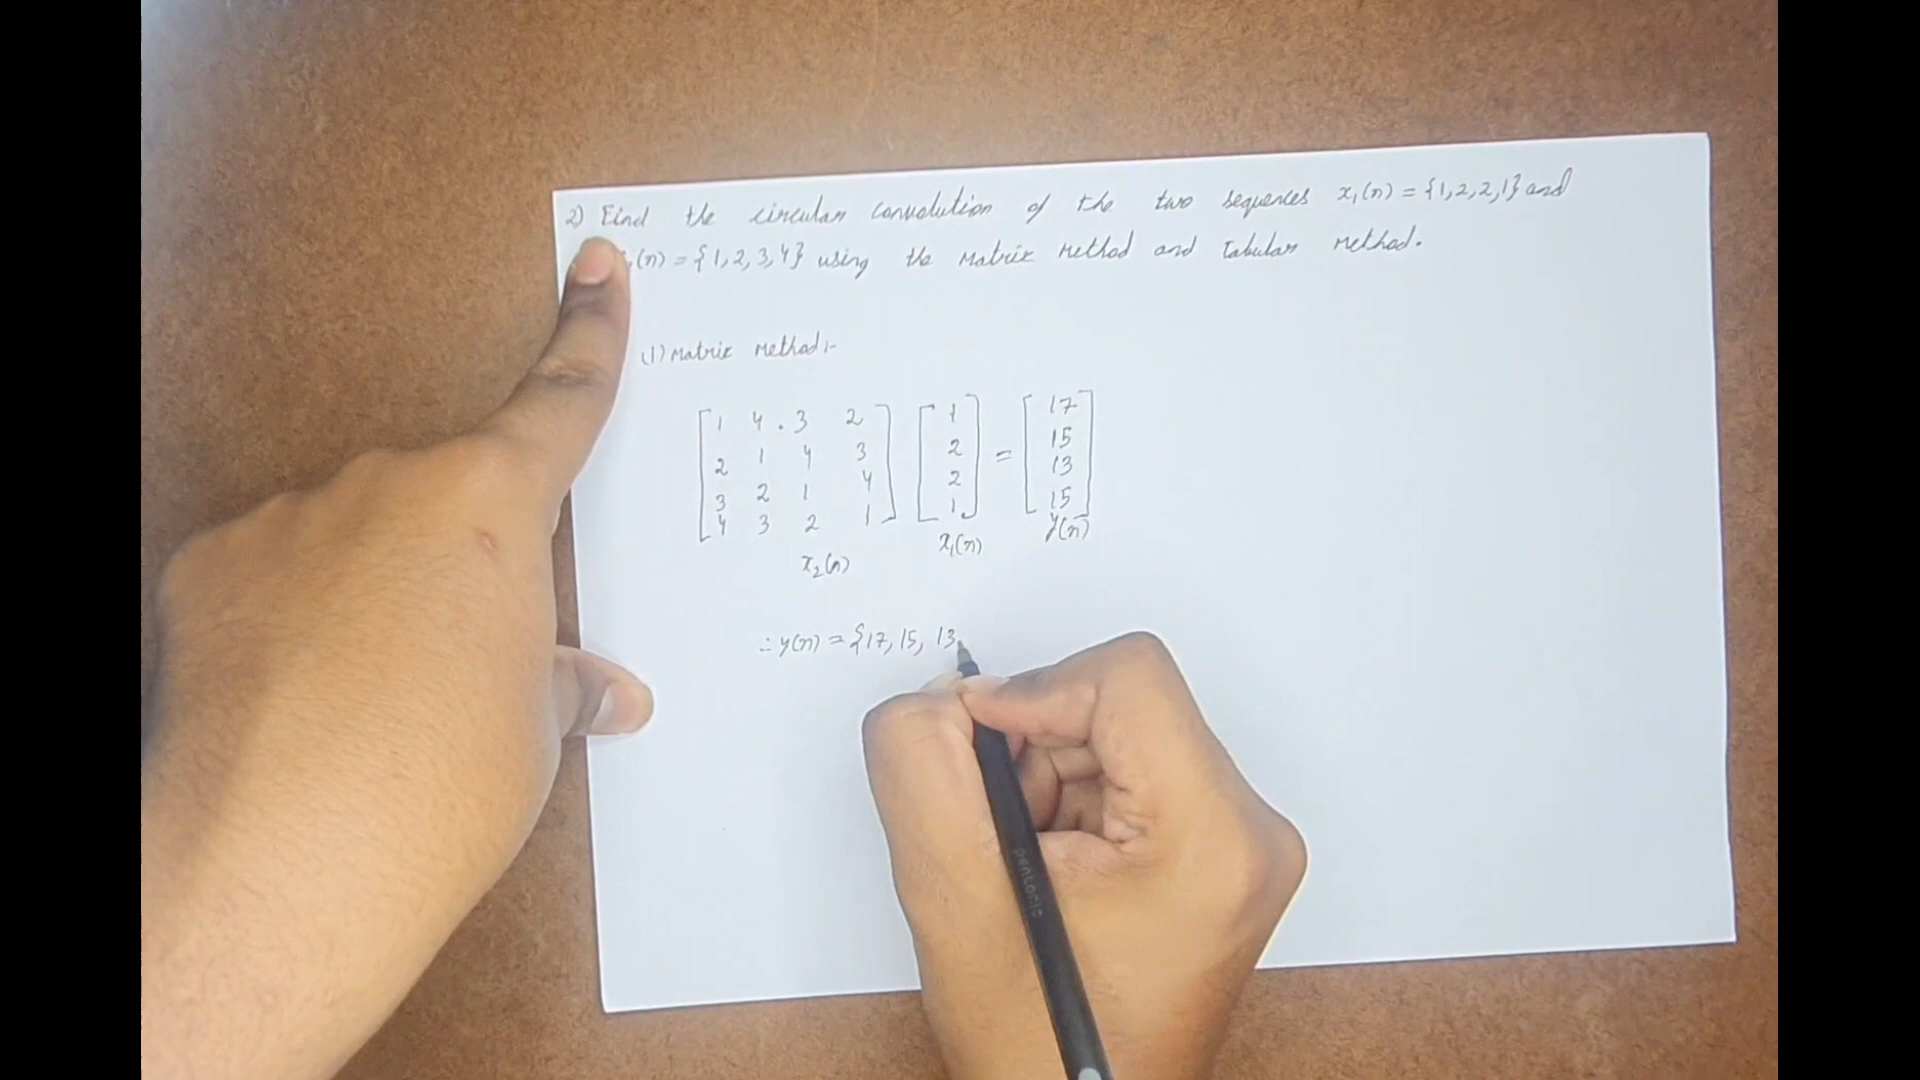 2) Find the circular convolution of the two sequences x₁(n) = {1,2,2,1} and
(n) = {1,2,3,4} using the matrix method and tabular method.
(1) Matrix Method:-
[1 4 . 3 2] [1] = [17]
[2 1 4 3] [2] [15]
[3 2 1 4] [2] [13]
[4 3 2 1] [1] [15]
x₂(n) x₁(n) y(n)
∴ y(n) = {17, 15, 13,
pentonic